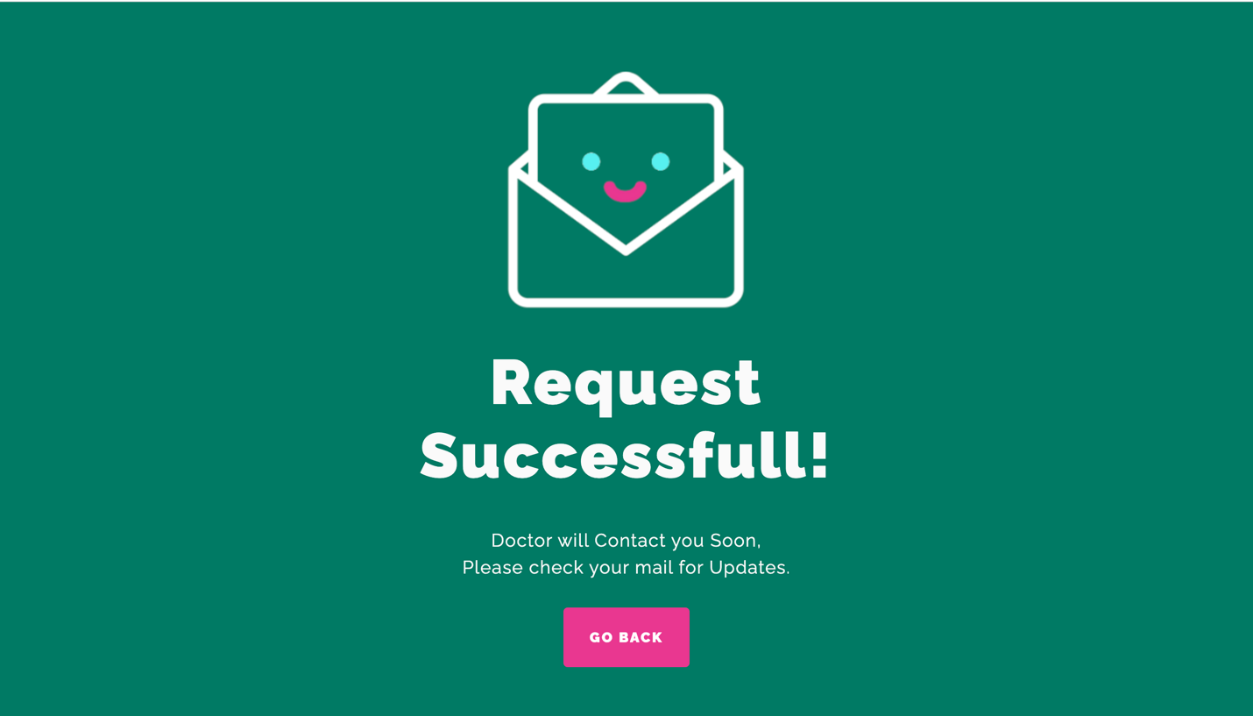 Request
Successfull!
Doctor will Contact you Soon,
Please check your mail for Updates.
GO BACK